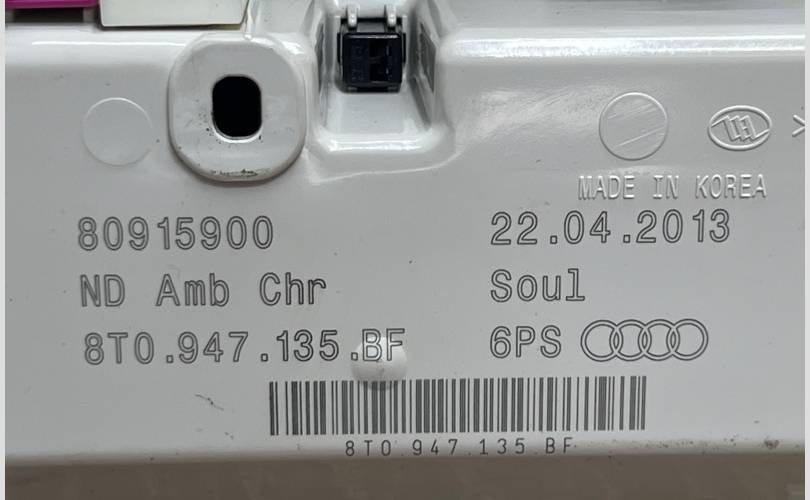 MADE IN KOREA
80915900 22.04.2013
ND Amb Chr Soul
8T0.947.135.BF 6PS
8T0.947.135.BF